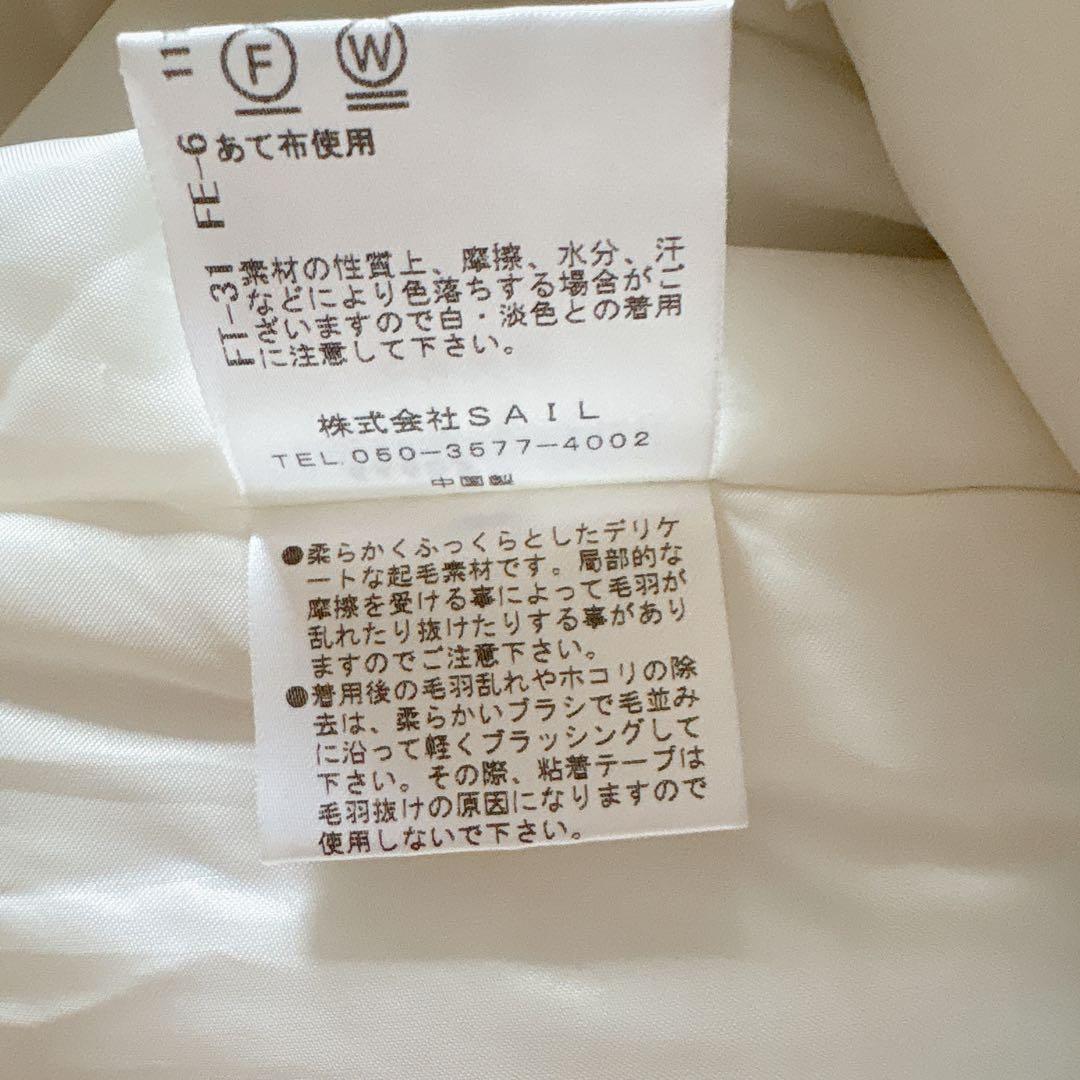 F W
あて布使用
FT-31 FE-6 11
素材の性質上、摩擦、水分、汗
などにより色落ちする場合がご
ざいますので白・淡色との着用
に注意して下さい。
株式会社SAIL
TEL.050-3577-4002
中国製
●柔らかくふっくらとしたデリケ
ートな起毛素材です。局部的な
摩擦を受ける事によって毛羽が
乱れたり抜けたりする事があり
ますのでご注意下さい。
●着用後の毛羽乱れやホコリの除
去は、柔らかいブラシで毛並み
に沿って軽くブラッシングして
下さい。その際、粘着テープは
毛羽抜けの原因になりますので
使用しないで下さい。